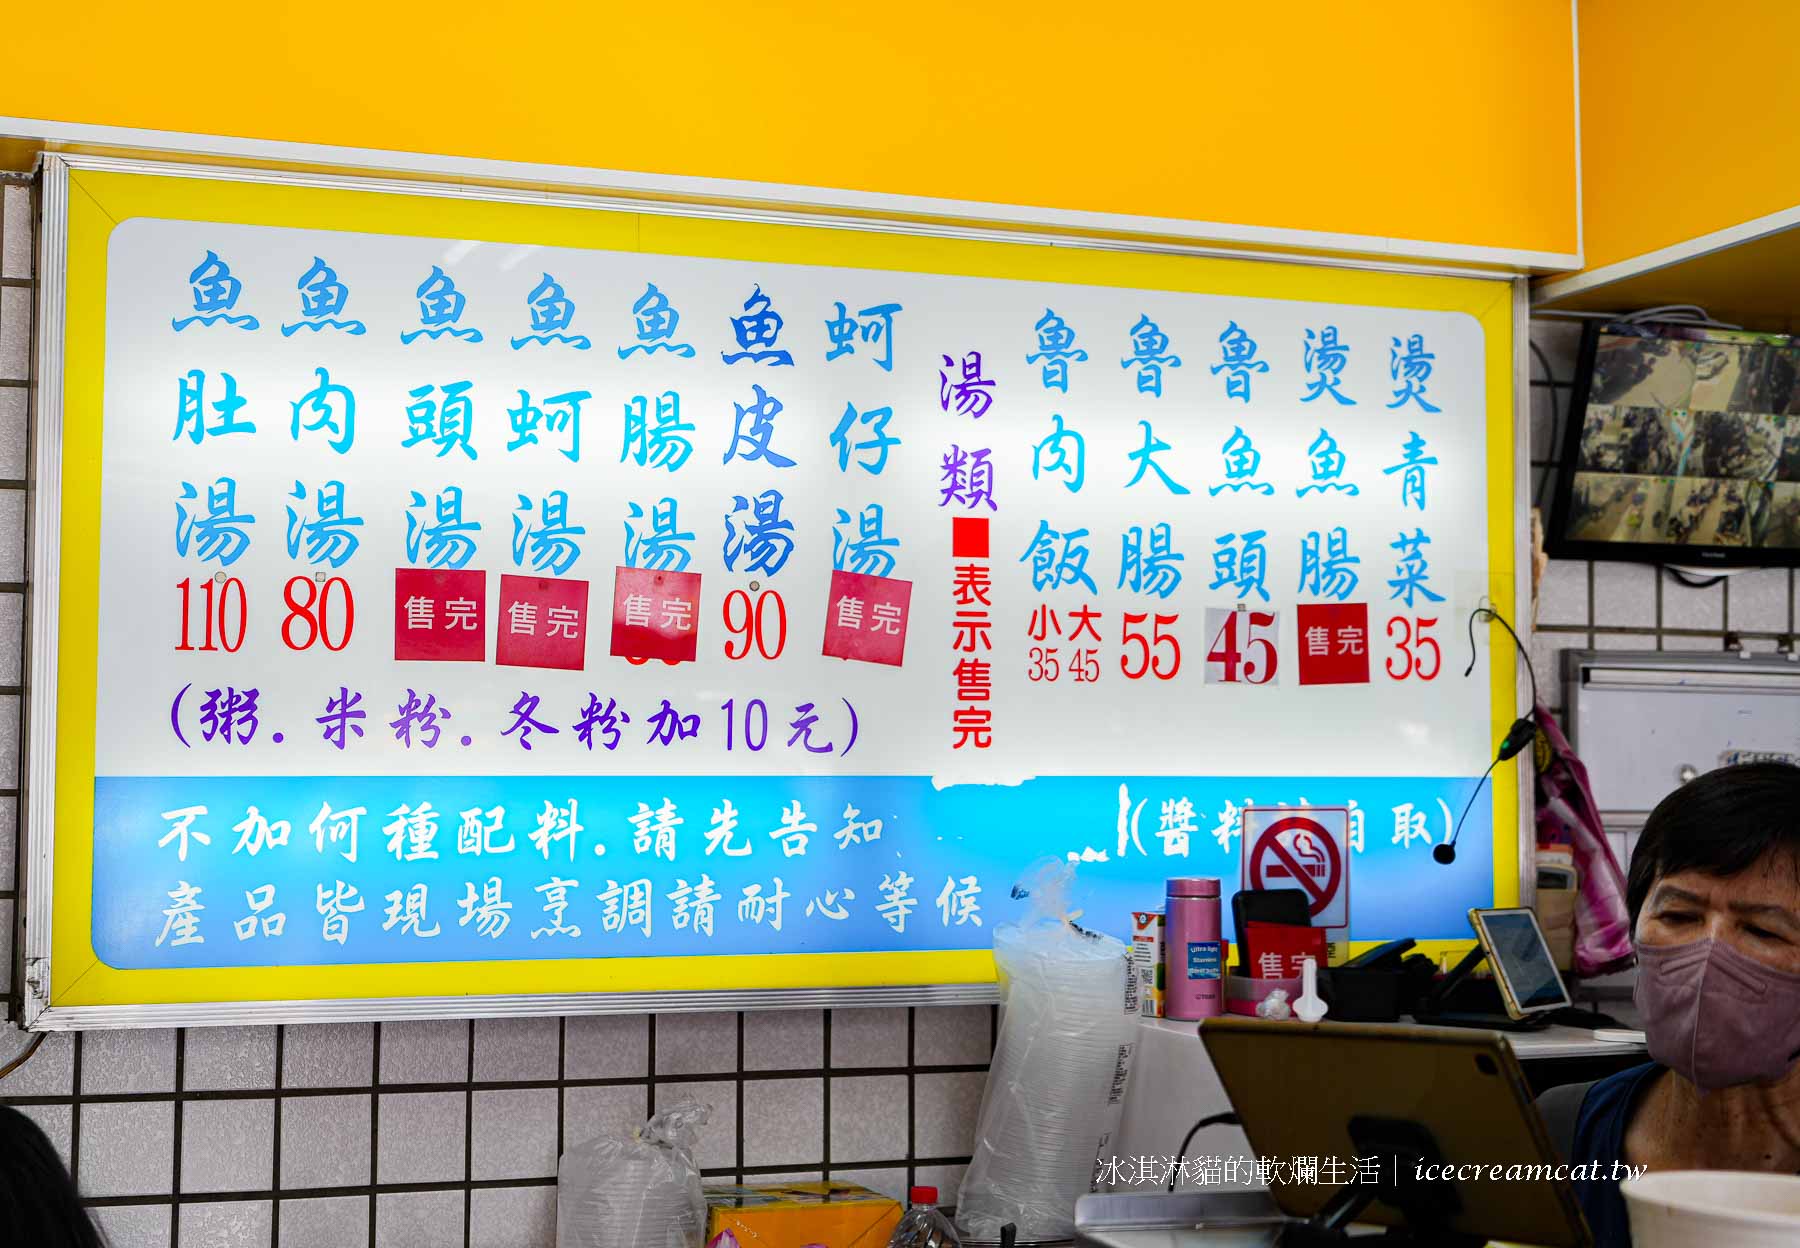 魚肚湯 110
魚肉湯 80
魚頭湯 售完
魚蚵湯 售完
魚腸湯 售完
魚皮湯 90
蚵仔湯 售完
湯類 ■表示售完
魯肉飯 小35 大45
魯大腸 55
魯魚頭 45
燙魚腸 售完
燙青菜 35
(粥.米粉.冬粉加10元)
不加何種配料.請先告知 (醬料請自取)
產品皆現場烹調請耐心等候
Ultra light
Stainless
售完
冰淇淋貓的軟爛生活│icecreamcat.tw